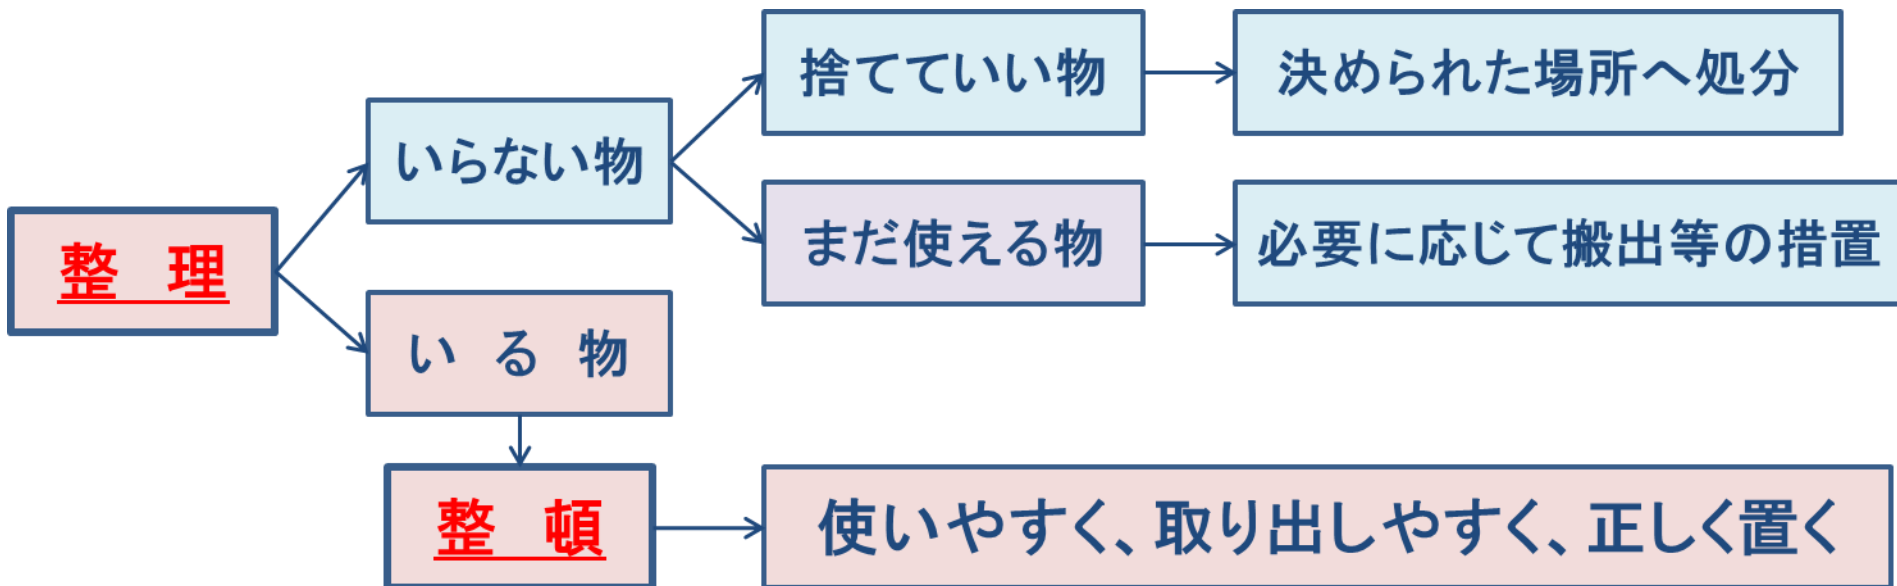 捨てていい物
決められた場所へ処分
いらない物
まだ使える物
必要に応じて搬出等の措置
整 理
い る 物
整 頓
使いやすく、取り出しやすく、正しく置く